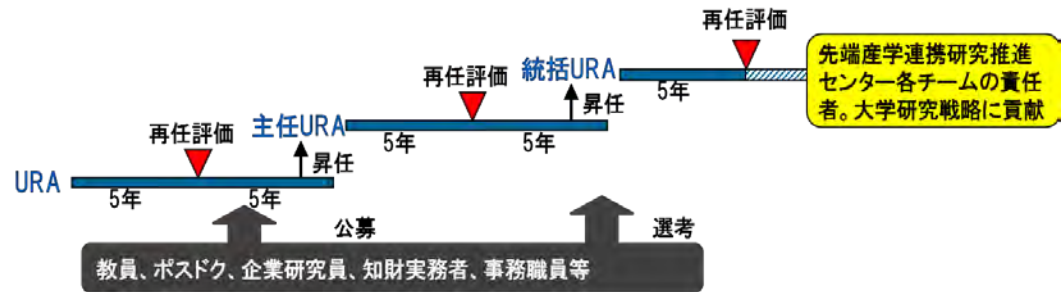 再任評価
先端産学連携研究推進
センター各チームの責任
者。大学研究戦略に貢献
再任評価
統括URA
5年
昇任
再任評価
主任URA
5年
5年
昇任
URA
5年
5年
公募
選考
教員、ポスドク、企業研究員、知財実務者、事務職員等